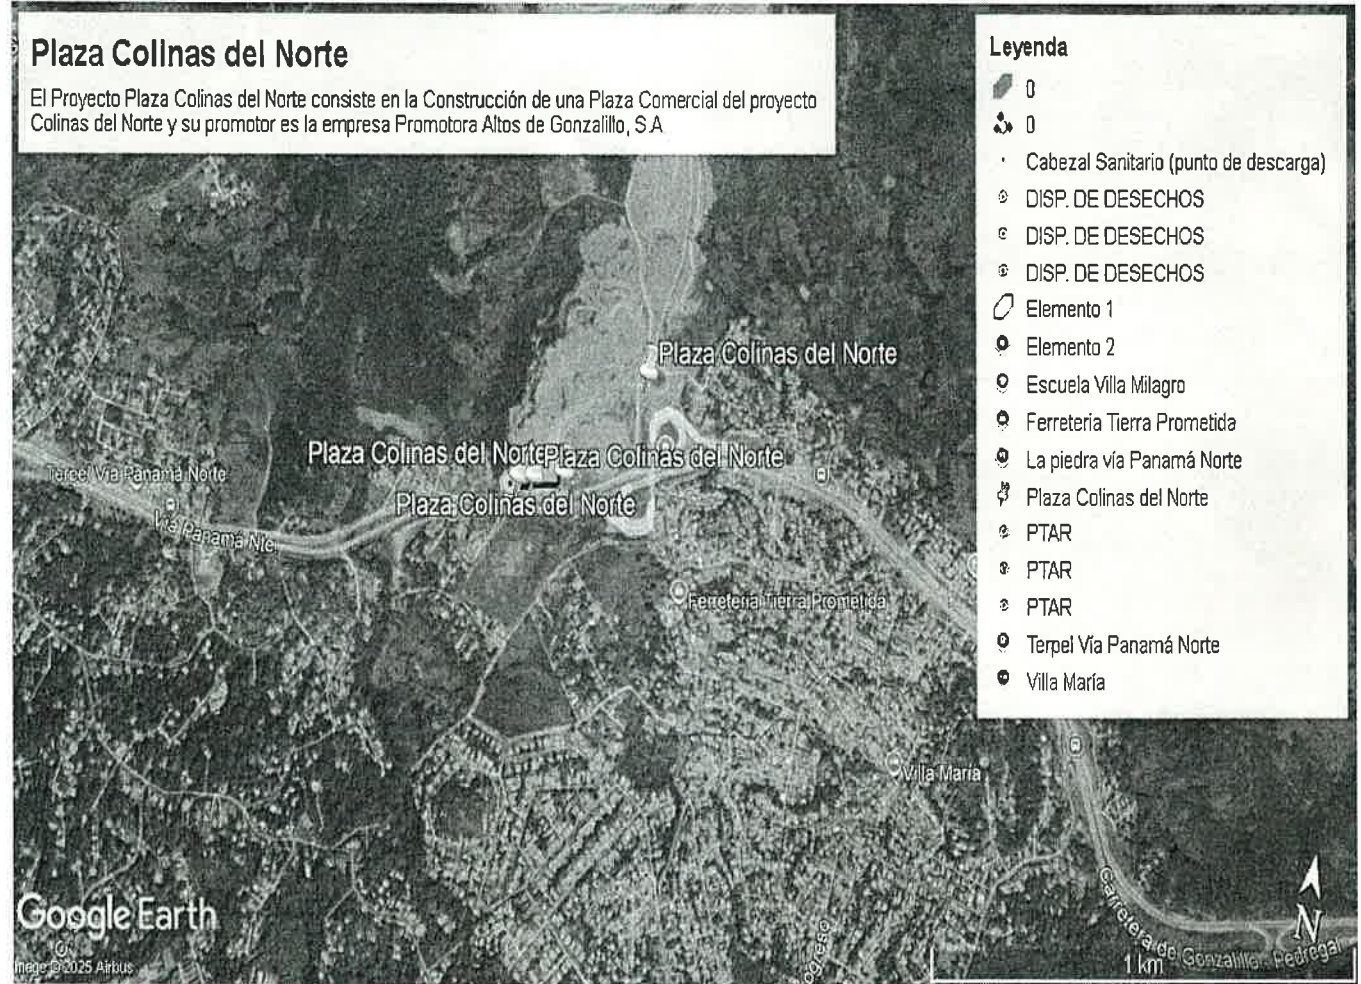 Plaza Colinas del Norte
El Proyecto Plaza Colinas del Norte consiste en la Construcción de una Plaza Comercial del proyecto
Colinas del Norte y su promotor es la empresa Promotora Altos de Gonzalillo, S.A
Leyenda
0
0
Cabezal Sanitario (punto de descarga)
DISP. DE DESECHOS
DISP. DE DESECHOS
DISP. DE DESECHOS
Elemento 1
Elemento 2
Escuela Villa Milagro
Ferretería Tierra Prometida
La piedra vía Panamá Norte
Plaza Colinas del Norte
PTAR
PTAR
PTAR
Terpel Vía Panamá Norte
Villa María
Plaza Colinas del Norte
Plaza Colinas del Norte
Plaza Colinas del Norte
Terpel Vía Panamá Norte
Plaza Colinas del Norte
Vía Panamá Nte
Ferretería Tierra Prometida
Villa María
Carretera de Gonzalillo - Pedregal
Google Earth
Image © 2025 Airbus
1 km
N